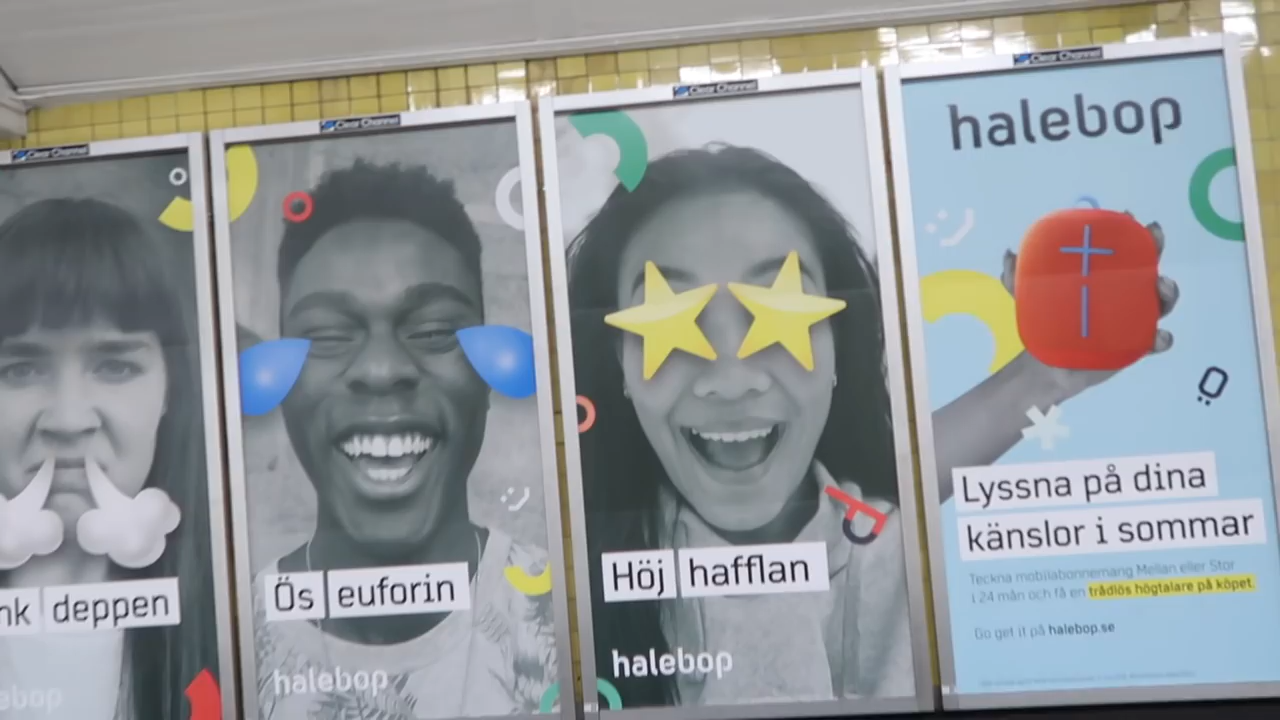 Clear Channel
deppen
ebop
Clear Channel
Ös euforin
halebop
Clear Channel
Höj hafflan
halebop
Clear Channel
halebop
Lyssna på dina
känslor i sommar
Teckna mobilabonnemang Mellan eller Stor
i 24 mån och få en trådlös högtalare på köpet.
Go get it på halebop.se